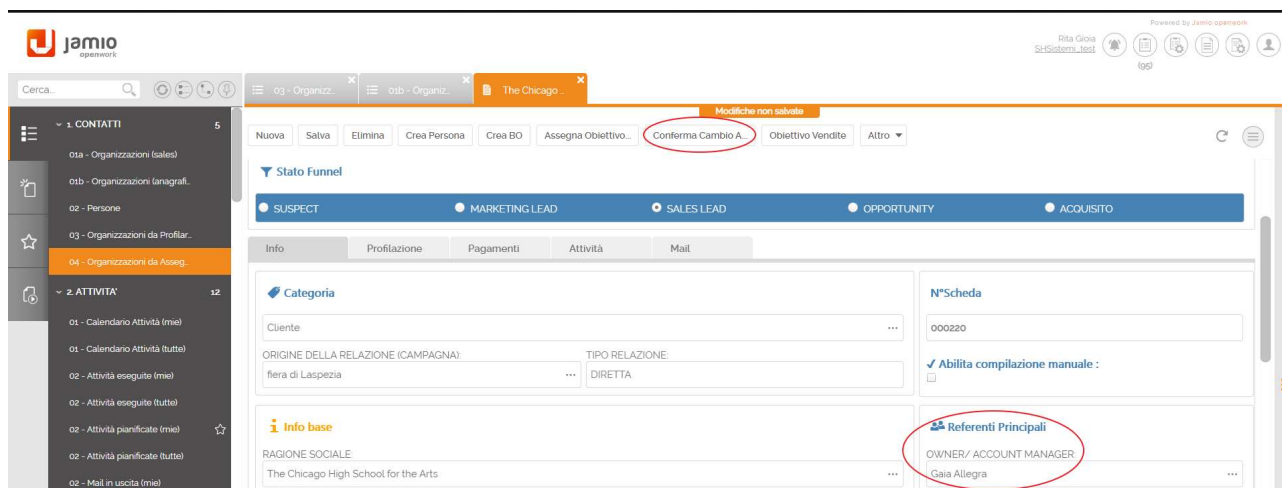 Powered by Jamio openwork
jamio
openwork
Rita Gioia
SHSistemi_test
(95)
Cerca...
03 - Organizz...
01b - Organiz...
The Chicago ...
Modifiche non salvate
1. CONTATTI 5
01a - Organizzazioni (sales)
01b - Organizzazioni (anagrafi...
02 - Persone
03 - Organizzazioni da Profilar...
04 - Organizzazioni da Asseg...
2. ATTIVITA' 12
01 - Calendario Attività (mie)
01 - Calendario Attività (tutte)
02 - Attività eseguite (mie)
02 - Attività eseguite (tutte)
02 - Attività pianificate (mie)
02 - Attività pianificate (tutte)
02 - Mail in uscita (mie)
Nuova Salva Elimina Crea Persona Crea BO Assegna Obiettivo... Conferma Cambio A... Obiettivo Vendite Altro
Stato Funnel
SUSPECT MARKETING LEAD SALES LEAD OPPORTUNITY ACQUISITO
Info Profilazione Pagamenti Attività Mail
Categoria
Cliente ...
ORIGINE DELLA RELAZIONE (CAMPAGNA): TIPO RELAZIONE:
fiera di Laspezia ... DIRETTA
N°Scheda
000220
Abilita compilazione manuale :
Info base
RAGIONE SOCIALE:
The Chicago High School for the Arts ...
Referenti Principali
OWNER/ ACCOUNT MANAGER:
Gaia Allegra ...